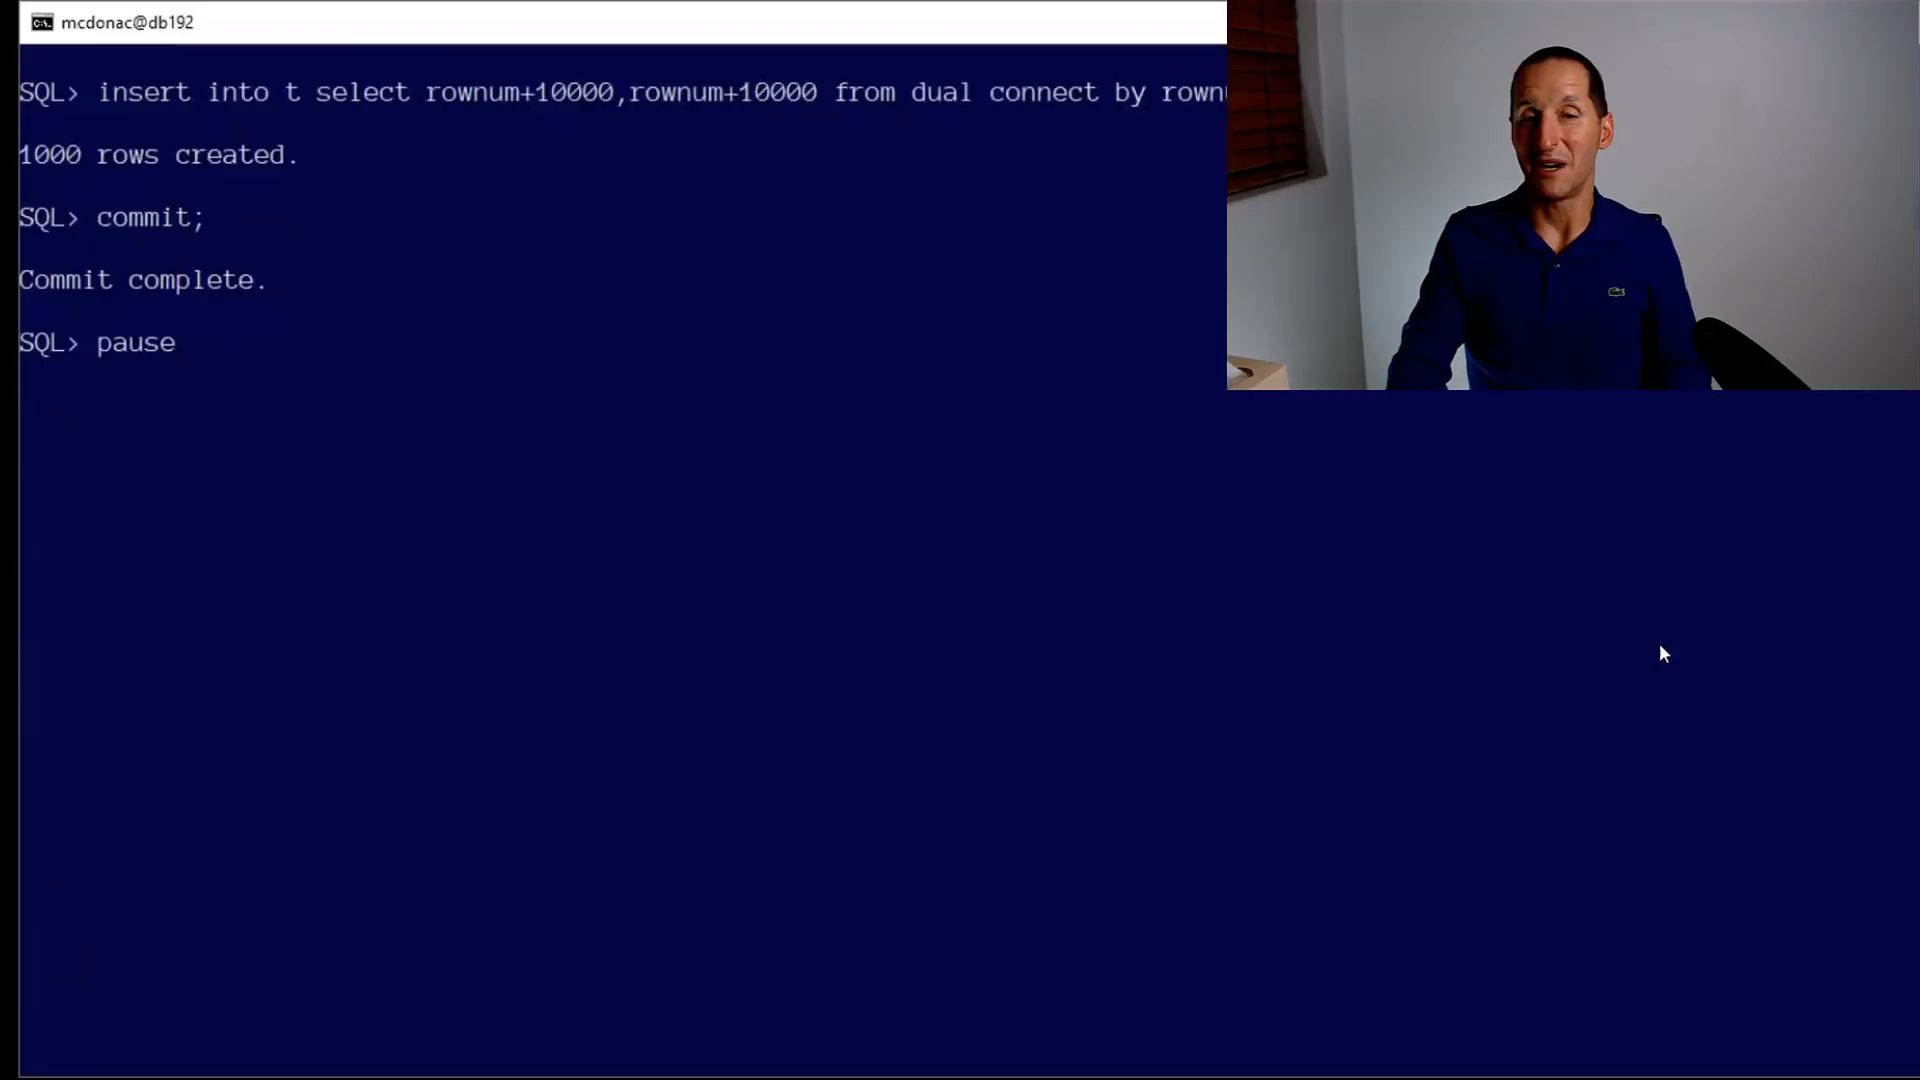 mcdonac@db192
SQL> insert into t select rownum+10000,rownum+10000 from dual connect by
1000 rows created.
SQL> commit;
Commit complete.
SQL> pause